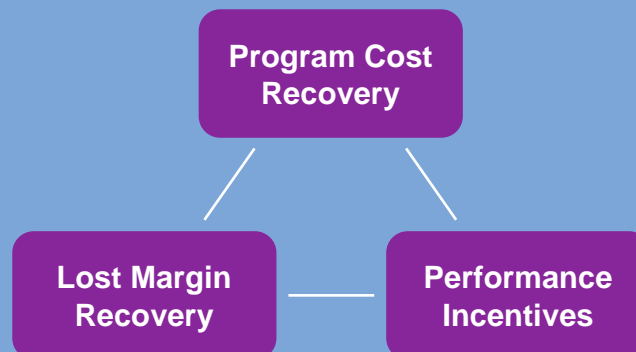 Program Cost
Recovery
Lost Margin
Recovery
Performance
Incentives